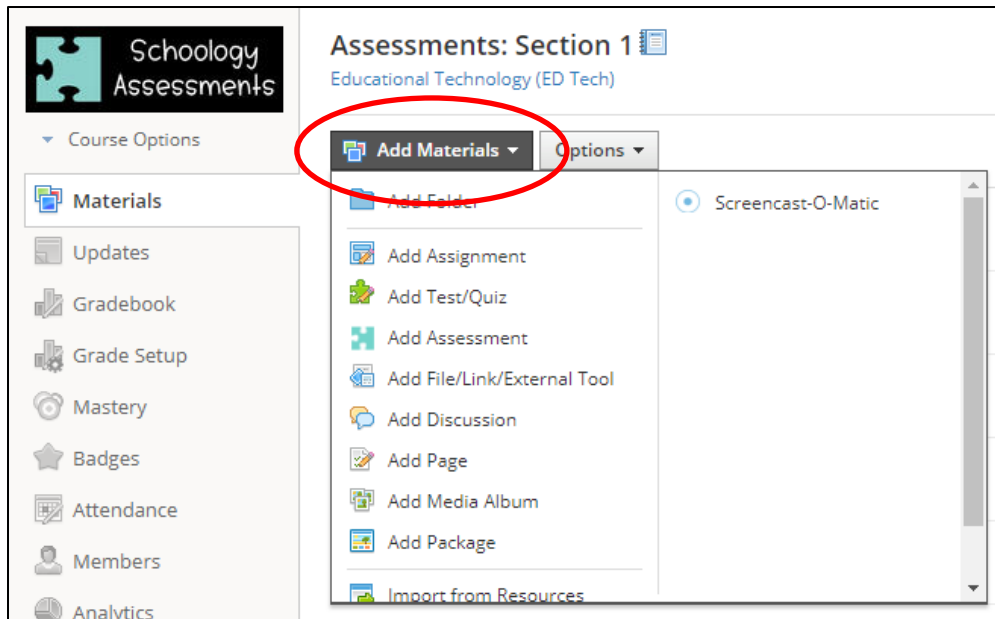 Schoology
Assessments
Course Options
Materials
Updates
Gradebook
Grade Setup
Mastery
Badges
Attendance
Members
Analytics
Assessments: Section 1
Educational Technology (ED Tech)
Add Materials
Options
Add Folder
Add Assignment
Add Test/Quiz
Add Assessment
Add File/Link/External Tool
Add Discussion
Add Page
Add Media Album
Add Package
Import from Resources
Screencast-O-Matic